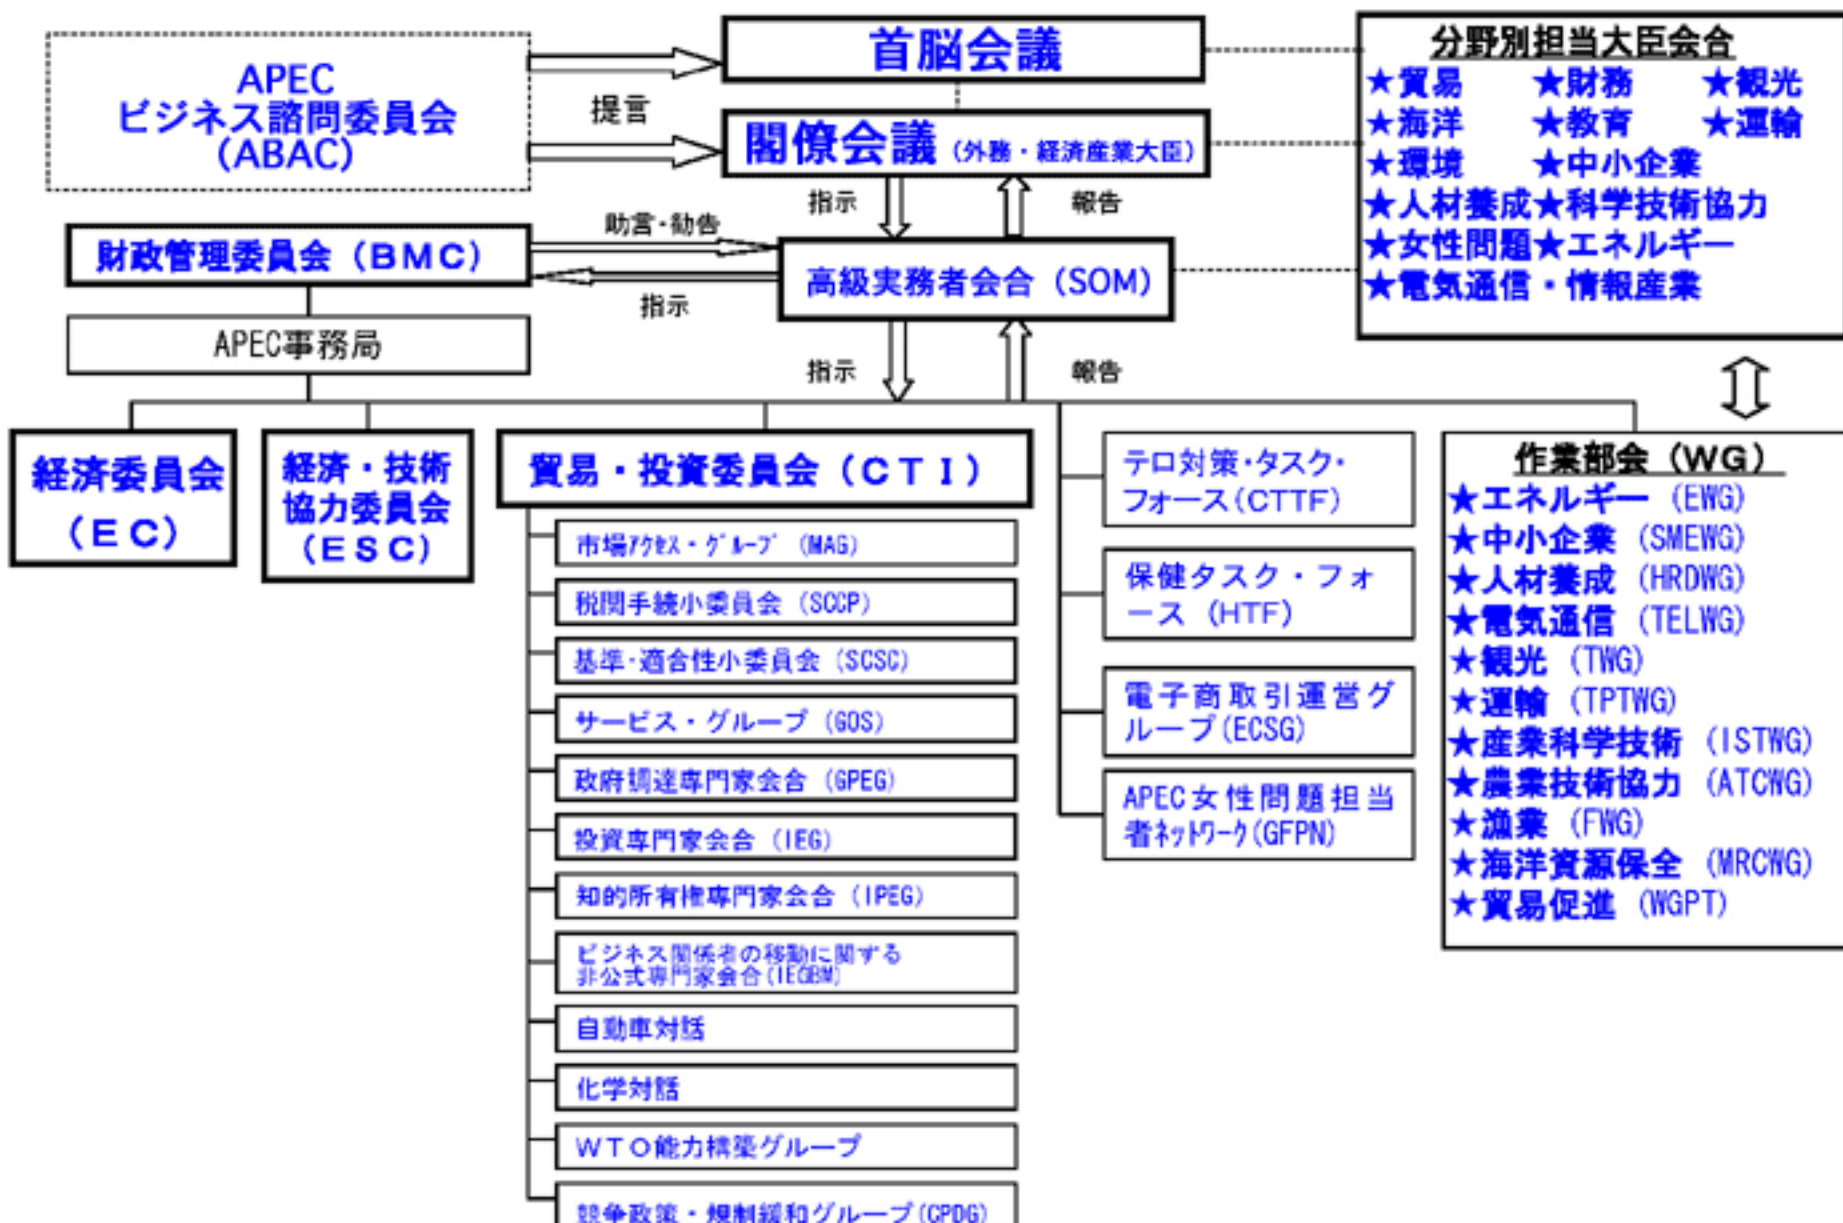 APEC
ビジネス諮問委員会
(ABAC)
提言
首脳会議
閣僚会議（外務・経済産業大臣）
指示
報告
分野別担当大臣会合
★貿易 ★財務 ★観光
★海洋 ★教育 ★運輸
★環境 ★中小企業
★人材養成★科学技術協力
★女性問題★エネルギー
★電気通信・情報産業
財政管理委員会（ＢＭＣ）
助言・勧告
指示
高級実務者会合（SOM）
APEC事務局
指示
報告
経済委員会
（ＥＣ）
経済・技術
協力委員会
（ＥＳＣ）
貿易・投資委員会（ＣＴＩ）
市場ｱｸｾｽ・ｸﾞﾙｰﾌﾟ（MAG）
税関手続小委員会（SCCP）
基準・適合性小委員会（SCSC）
サービス・グループ（GOS）
政府調達専門家会合（GPEG）
投資専門家会合（IEG）
知的所有権専門家会合（IPEG）
ビジネス関係者の移動に関する
非公式専門家会合(IEGBM)
自動車対話
化学対話
ＷＴＯ能力構築グループ
競争政策・規制緩和グループ(CPDG)
テロ対策・タスク・
フォース(CTTF)
保健タスク・フォ
ース（HTF）
電子商取引運営グ
ループ(ECSG)
APEC女性問題担当
者ﾈｯﾄﾜｰｸ(GFPN)
作業部会（WG）
★エネルギー（EWG）
★中小企業（SMEWG）
★人材養成（HRDWG）
★電気通信（TELWG）
★観光（TWG）
★運輸（TPTWG）
★産業科学技術（ISTWG）
★農業技術協力（ATCWG）
★漁業（FWG）
★海洋資源保全（MRCWG）
★貿易促進（WGPT）